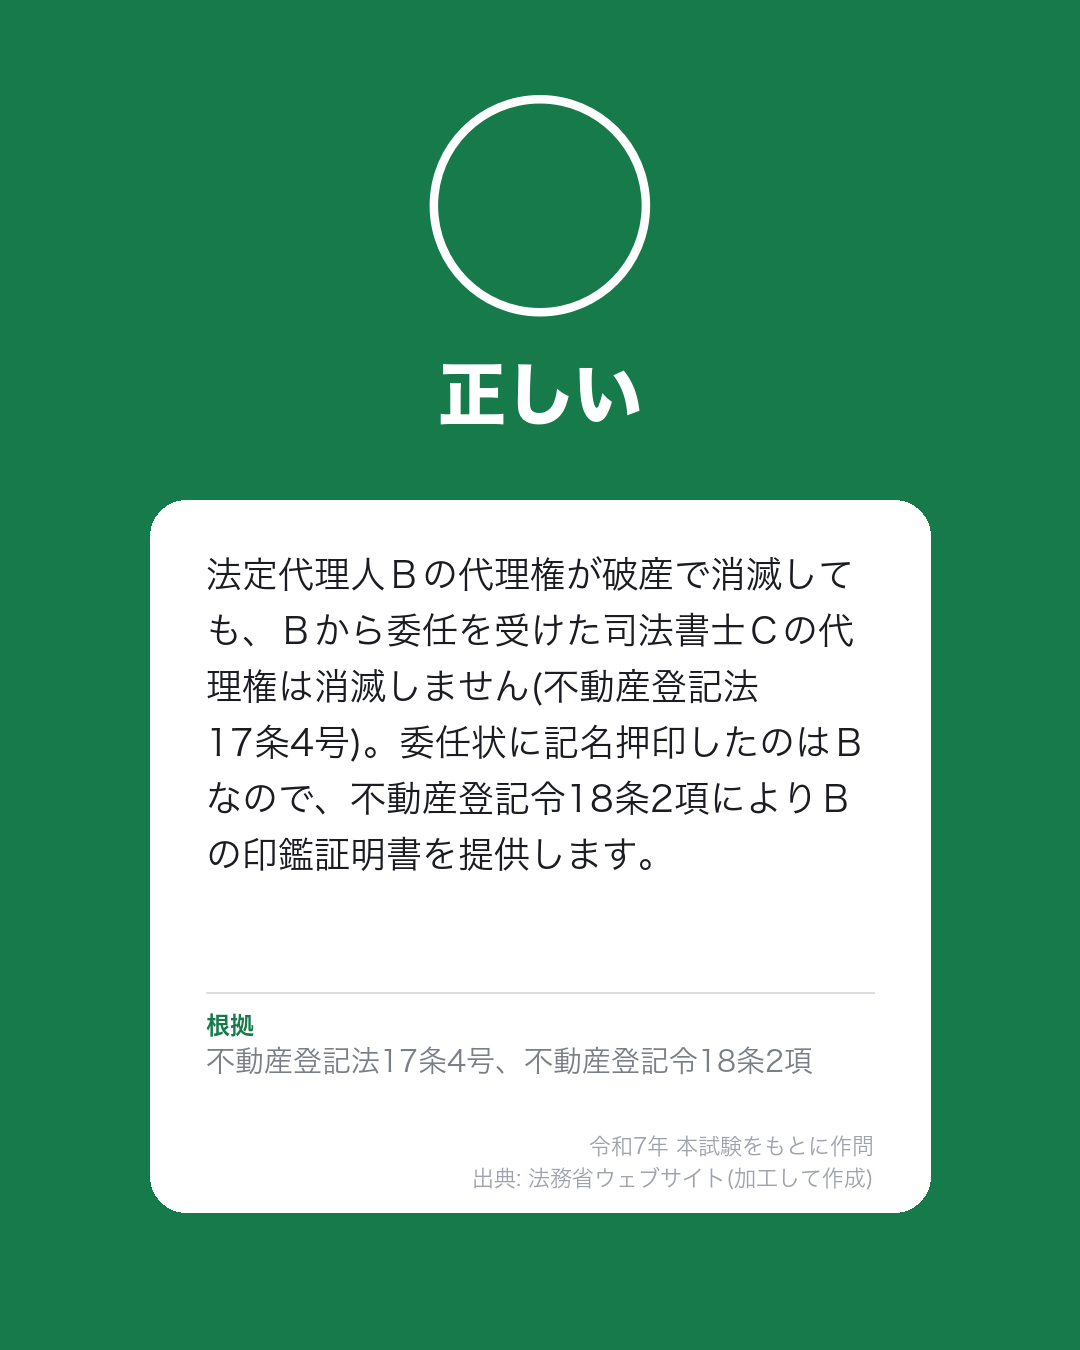 正しい
法定代理人Ｂの代理権が破産で消滅して
も、Ｂから委任を受けた司法書士Ｃの代
理権は消滅しません(不動産登記法
17条4号)。委任状に記名押印したのはＢ
なので、不動産登記令18条2項によりＢ
の印鑑証明書を提供します。
根拠
不動産登記法17条4号、不動産登記令18条2項
令和7年 本試験をもとに作問
出典: 法務省ウェブサイト(加工して作成)